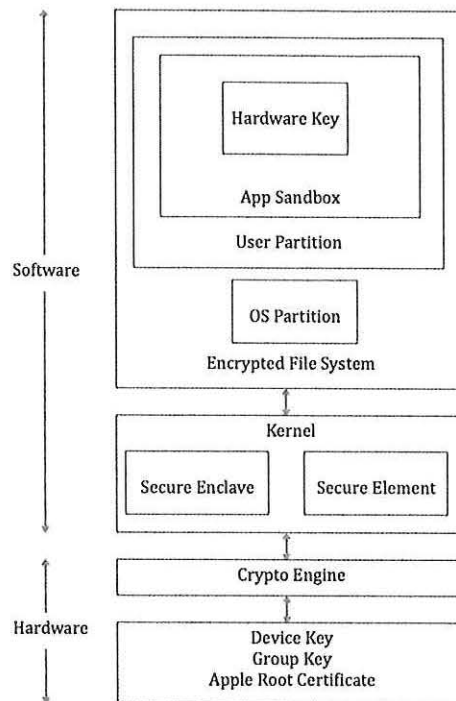 Hardware Key
App Sandbox
User Partition
Software
OS Partition
Encrypted File System
Kernel
Secure Enclave
Secure Element
Crypto Engine
Hardware
Device Key
Group Key
Apple Root Certificate